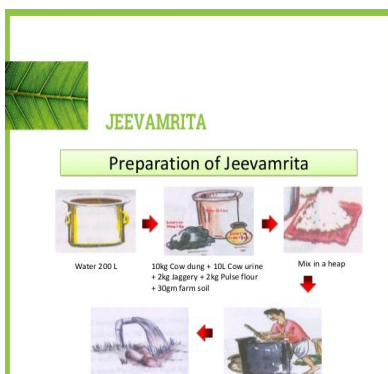 JEEVAMRITA
Preparation of Jeevamrita
Water 200 L
10kg Cow dung + 10L Cow urine
+ 2kg Jaggery + 2kg Pulse flour
+ 30gm farm soil
Mix in a heap